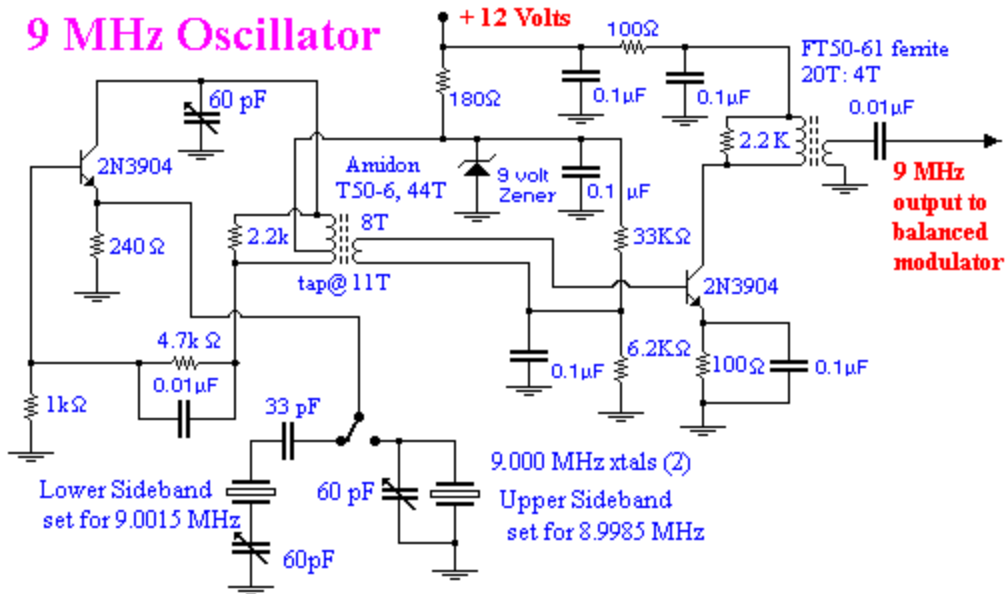 9 MHz Oscillator
+12 Volts
100Ω
FT50-61 ferrite
20T: 4T
60 pF
180Ω
0.1µF
0.1µF
0.01µF
2N3904
2.2K
Amidon
T50-6, 44T
9 volt
Zener
0.1 µF
9 MHz
output to
balanced
modulator
240 Ω
2.2k
8T
33KΩ
tap@ 11T
2N3904
4.7k Ω
0.01µF
6.2KΩ
0.1µF
100Ω
0.1µF
1kΩ
33 pF
9.000 MHz xtals (2)
Lower Sideband
set for 9.0015 MHz
60 pF
Upper Sideband
set for 8.9985 MHz
60pF